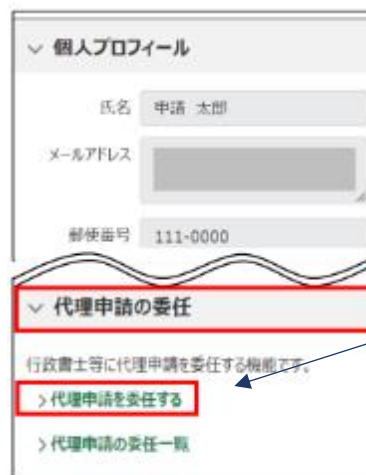 個人プロフィール
氏名 申請 太郎
メールアドレス
郵便番号 111-0000
代理申請の委任
行政書士等に代理申請を委任する機能です。
>代理申請を委任する
>代理申請の委任一覧